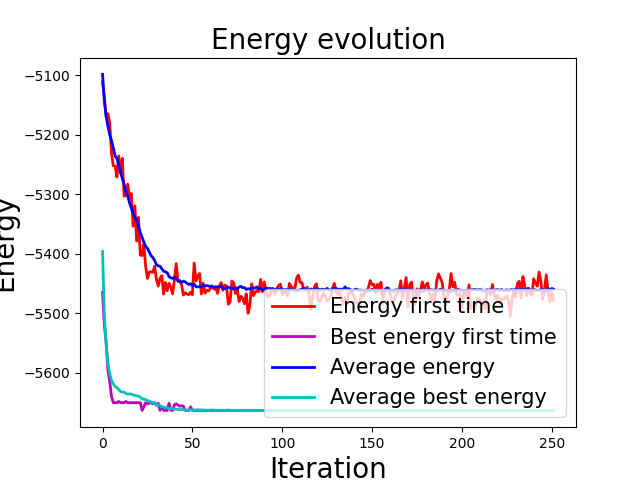 Energy evolution
Energy
−5100
−5200
−5300
−5400
−5500
−5600
0
50
100
150
200
250
Iteration
Energy first time
Best energy first time
Average energy
Average best energy